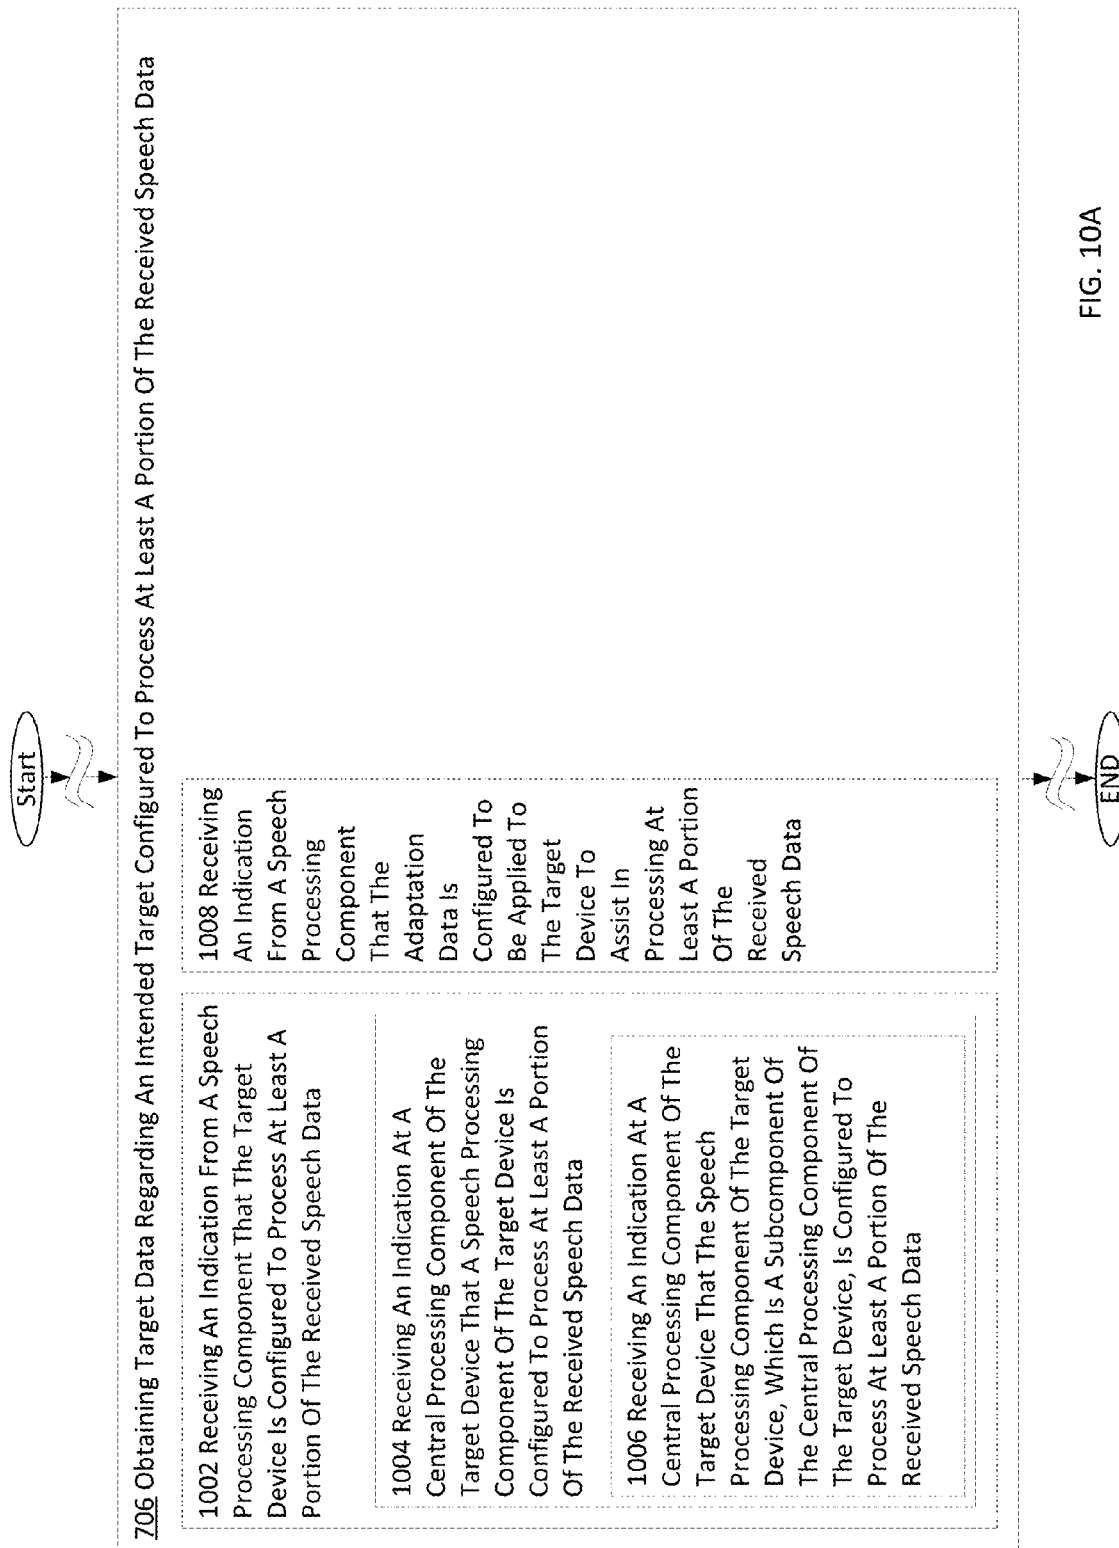 Start
706 Obtaining Target Data Regarding An Intended Target Configured To Process At Least A Portion Of The Received Speech Data
1002 Receiving An Indication From A Speech
Processing Component That The Target
Device Is Configured To Process At Least A
Portion Of The Received Speech Data
1004 Receiving An Indication At A
Central Processing Component Of The
Target Device That A Speech Processing
Component Of The Target Device Is
Configured To Process At Least A Portion
Of The Received Speech Data
1006 Receiving An Indication At A
Central Processing Component Of The
Target Device That The Speech
Processing Component Of The Target
Device, Which Is A Subcomponent Of
The Central Processing Component Of
The Target Device, Is Configured To
Process At Least A Portion Of The
Received Speech Data
1008 Receiving
An Indication
From A Speech
Processing
Component
That The
Adaptation
Data Is
Configured To
Be Applied To
The Target
Device To
Assist In
Processing At
Least A Portion
Of The
Received
Speech Data
END
FIG. 10A